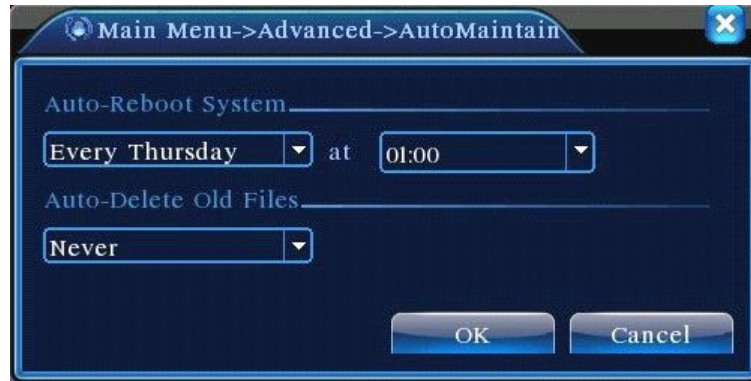 Main Menu->Advanced->AutoMaintain
Auto-Reboot System
Every Thursday at 01:00
Auto-Delete Old Files
Never
OK Cancel